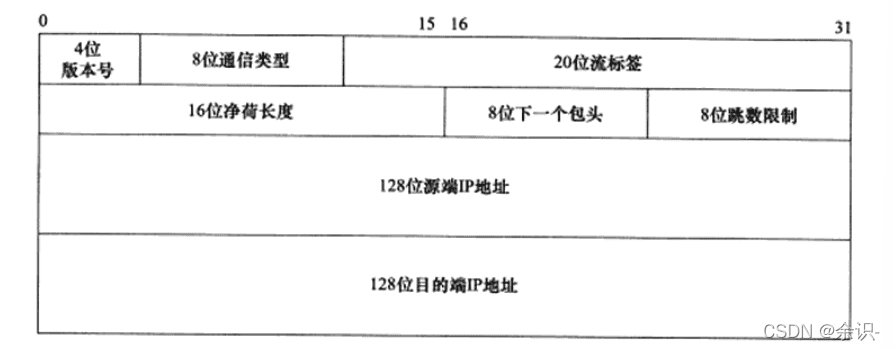 0 15 16 31
4位
版本号
8位通信类型
20位流标签
16位净荷长度
8位下一个包头
8位跳数限制
128位源端IP地址
128位目的端IP地址
CSDN @余识-